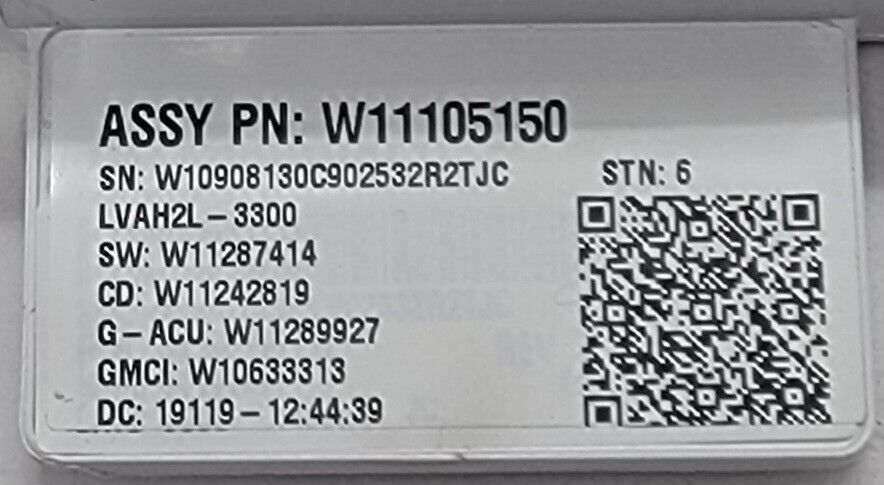 ASSY PN: W11105150
SN: W10908130C902532R2TJC STN: 6
LVAH2L-3300
SW: W11287414
CD: W11242819
G-ACU: W11289927
GMCI: W10633313
DC: 19119-12:44:39